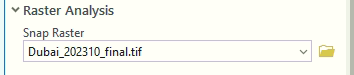 Raster Analysis
Snap Raster
Dubai_202310_final.tif